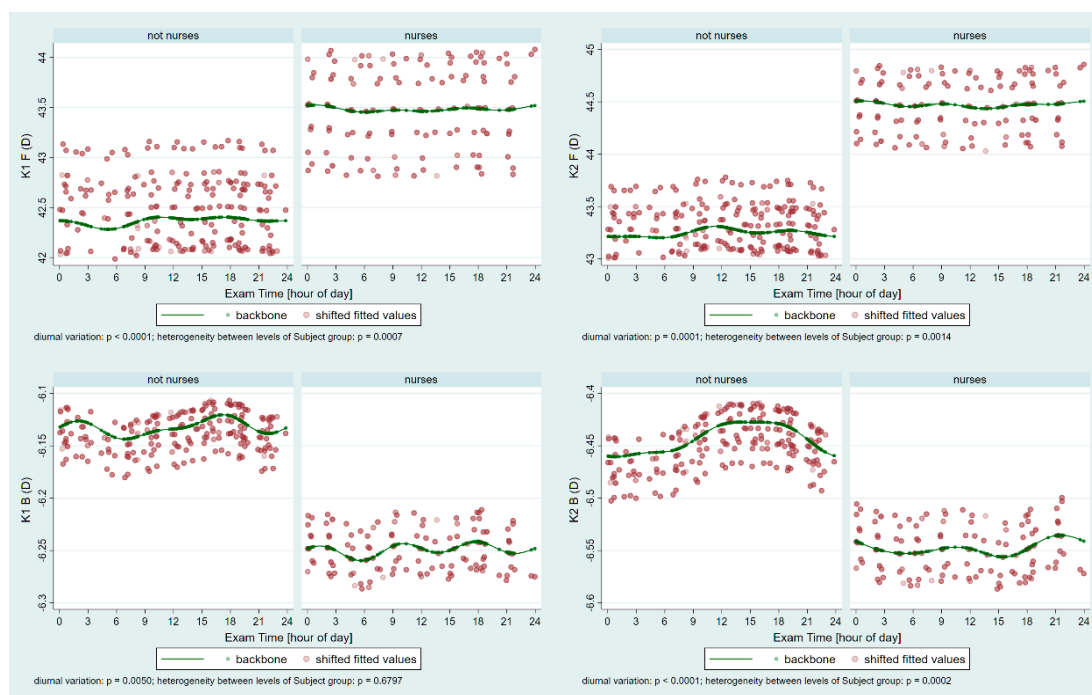 not nurses
nurses
K1 F (D)
44
43.5
43
42.5
42
0 3 6 9 12 15 18 21 24
0 3 6 9 12 15 18 21 24
Exam Time [hour of day]
backbone
shifted fitted values
diurnal variation: p < 0.0001; heterogeneity between levels of Subject group: p = 0.0007
not nurses
nurses
K2 F (D)
45
44.5
44
43.5
43
0 3 6 9 12 15 18 21 24
0 3 6 9 12 15 18 21 24
Exam Time [hour of day]
backbone
shifted fitted values
diurnal variation: p = 0.0001; heterogeneity between levels of Subject group: p = 0.0014
not nurses
nurses
K1 B (D)
-6.1
-6.15
-6.2
-6.25
-6.3
0 3 6 9 12 15 18 21 24
0 3 6 9 12 15 18 21 24
Exam Time [hour of day]
backbone
shifted fitted values
diurnal variation: p = 0.0050; heterogeneity between levels of Subject group: p = 0.6797
not nurses
nurses
K2 B (D)
-6.4
-6.45
-6.5
-6.55
-6.6
0 3 6 9 12 15 18 21 24
0 3 6 9 12 15 18 21 24
Exam Time [hour of day]
backbone
shifted fitted values
diurnal variation: p < 0.0001; heterogeneity between levels of Subject group: p = 0.0002